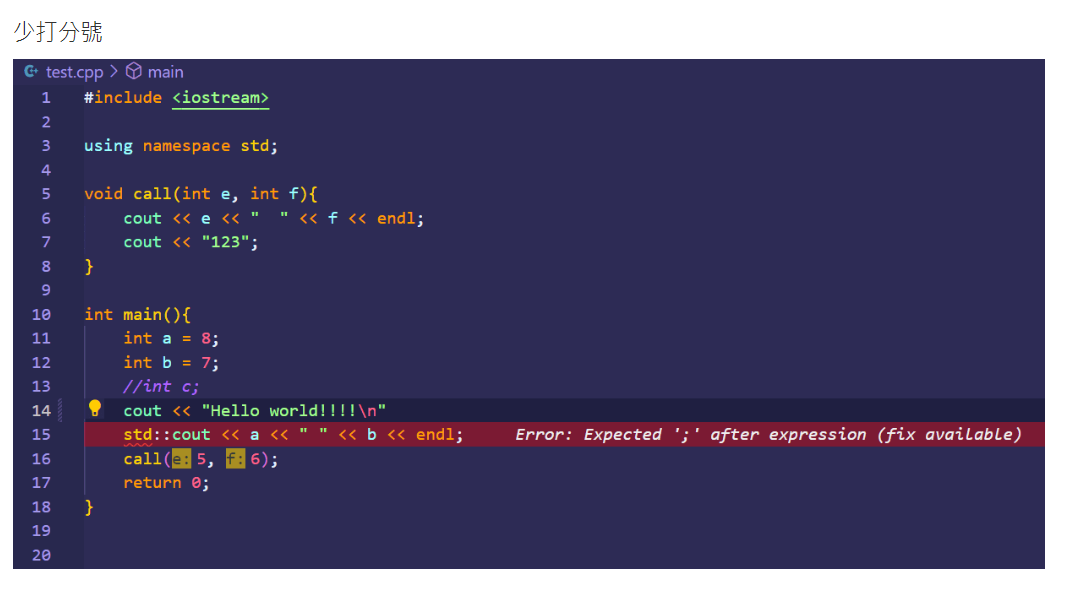 少打分號
test.cpp > main
1 #include <iostream>
2
3 using namespace std;
4
5 void call(int e, int f){
6 cout << e << "  " << f << endl;
7 cout << "123";
8 }
9
10 int main(){
11 int a = 8;
12 int b = 7;
13 //int c;
14 cout << "Hello world!!!!\n"
15 std::cout << a << " " << b << endl; Error: Expected ';' after expression (fix available)
16 call(e: 5, f: 6);
17 return 0;
18 }
19
20